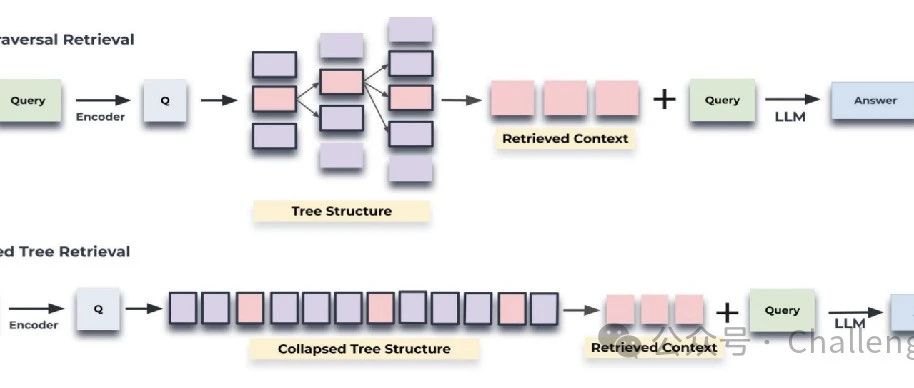 raversal Retrieval
Query
Encoder
Q
Retrieved Context
Query
LLM
Answer
Tree Structure
ed Tree Retrieval
Encoder
Q
Collapsed Tree Structure
Retrieved Context
Query
LLM
公众号 · Challeng